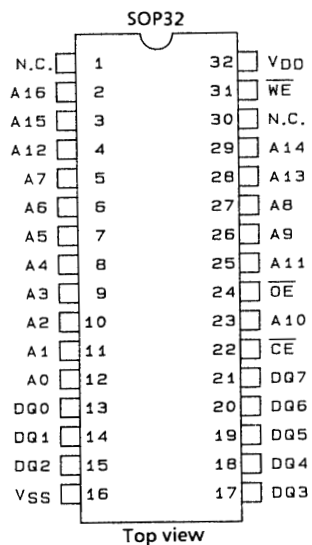 SOP32
N.C. 1 32 VDD
A16 2 31 WE
A15 3 30 N.C.
A12 4 29 A14
A7 5 28 A13
A6 6 27 A8
A5 7 26 A9
A4 8 25 A11
A3 9 24 OE
A2 10 23 A10
A1 11 22 CE
A0 12 21 DQ7
DQ0 13 20 DQ6
DQ1 14 19 DQ5
DQ2 15 18 DQ4
VSS 16 17 DQ3
Top view